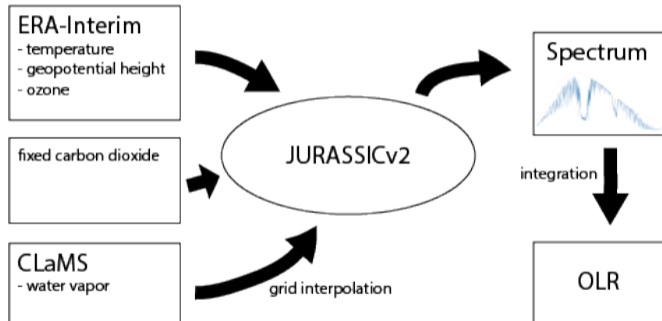 ERA-Interim
- temperature
- geopotential height
- ozone
fixed carbon dioxide
CLaMS
- water vapor
grid interpolation
JURASSICv2
Spectrum
integration
OLR